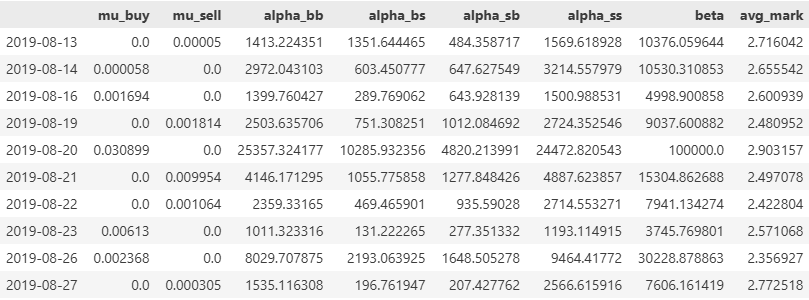 mu_buy mu_sell alpha_bb alpha_bs alpha_sb alpha_ss beta avg_mark
2019-08-13 0.0 0.00005 1413.224351 1351.644465 484.358717 1569.618928 10376.059644 2.716042
2019-08-14 0.000058 0.0 2972.043103 603.450777 647.627549 3214.557979 10530.310853 2.655542
2019-08-16 0.001694 0.0 1399.760427 289.769062 643.928139 1500.988531 4998.900858 2.600939
2019-08-19 0.0 0.001814 2503.635706 751.308251 1012.084692 2724.352546 9037.600882 2.480952
2019-08-20 0.030899 0.0 25357.324177 10285.932356 4820.213991 24472.820543 100000.0 2.903157
2019-08-21 0.0 0.009954 4146.171295 1055.775858 1277.848426 4887.623857 15304.862688 2.497078
2019-08-22 0.0 0.001064 2359.33165 469.465901 935.59028 2714.553271 7941.134274 2.422804
2019-08-23 0.00613 0.0 1011.323316 131.222265 277.351332 1193.114915 3745.769801 2.571068
2019-08-26 0.002368 0.0 8029.707875 2193.063925 1648.505278 9464.41772 30228.878863 2.356927
2019-08-27 0.0 0.000305 1535.116308 196.761947 207.427762 2566.615916 7606.161419 2.772518